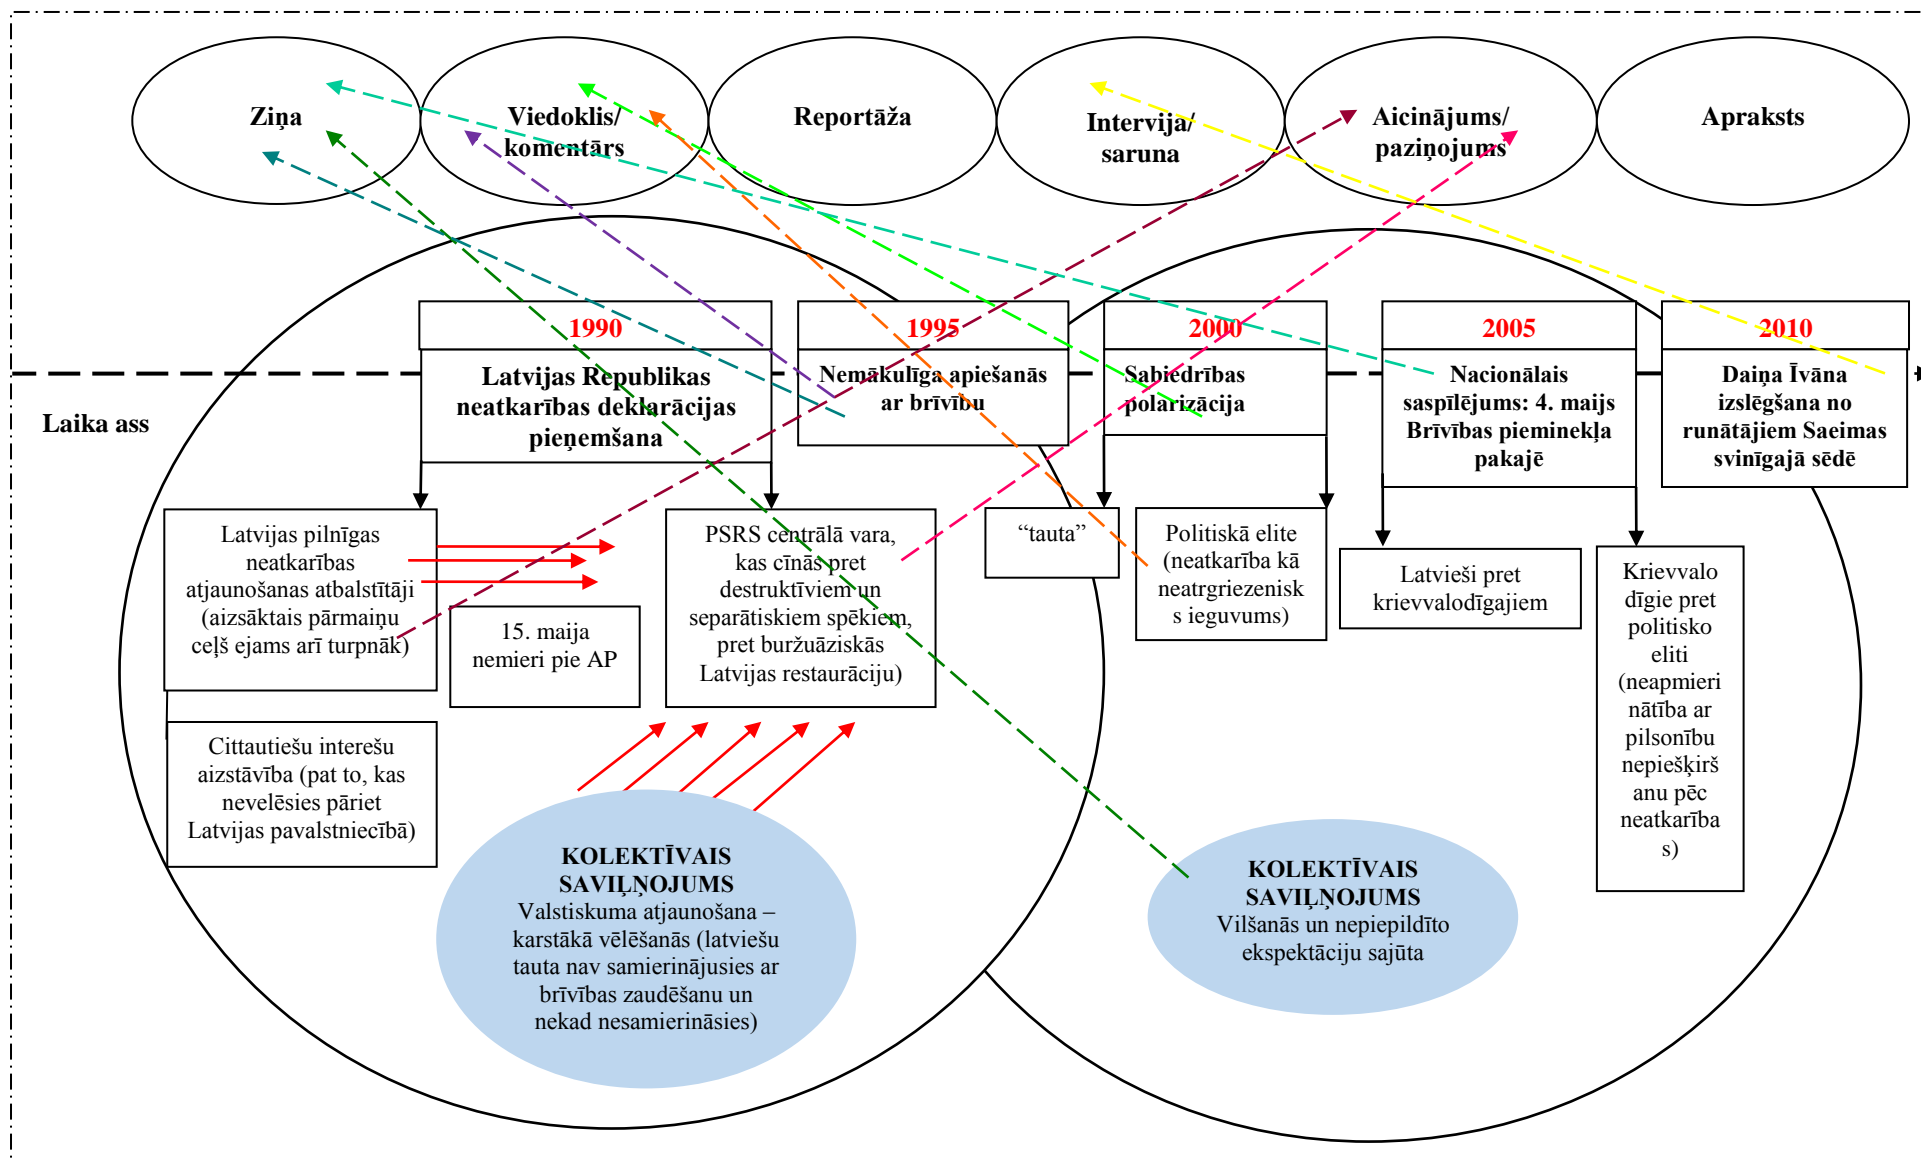 Ziņa
Viedoklis/
komentārs
Reportāža
Intervija/
saruna
Aicinājums/
paziņojums
Apraksts
1990
1995
2000
2005
2010
Laika ass
Latvijas Republikas
neatkarības deklarācijas
pieņemšana
Nemākulīga apiešanās
ar brīvību
Sabiedrības
polarizācija
Nacionālais
saspīlējums: 4. maijs
Brīvības pieminekļa
pakajē
Daiņa Īvāna
izslēgšana no
runātājiem Saeimas
svinīgajā sēdē
Latvijas pilnīgas
neatkarības
atjaunošanas atbalstītāji
(aizsāktais pārmaiņu
ceļš ejams arī turpnāk)
15. maija
nemieri pie AP
PSRS centrālā vara,
kas cīnās pret
destruktīviem un
separātiskiem spēkiem,
pret buržuāziskās
Latvijas restaurāciju)
“tauta”
Politiskā elite
(neatkarība kā
neatrgriezenisk
s ieguvums)
Latvieši pret
krievvalodīgajiem
Krievvalo
dīgie pret
politisko
eliti
(neapmieri
nātība ar
pilsonību
nepiešķirš
anu pēc
neatkarība
s)
Cittautiešu interešu
aizstāvība (pat to, kas
nevelēsies pāriet
Latvijas pavalstniecībā)
KOLEKTĪVAIS
SAVIĻŅOJUMS
Valstiskuma atjaunošana –
karstākā vēlēšanās (latviešu
tauta nav samierinājusies ar
brīvības zaudēšanu un
nekad nesamierināsies)
KOLEKTĪVAIS
SAVIĻŅOJUMS
Vilšanās un nepiepildīto
ekspektāciju sajūta